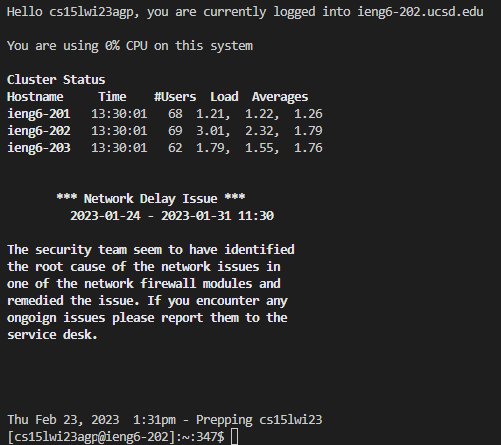 Hello cs15lwi23agp, you are currently logged into ieng6-202.ucsd.edu
You are using 0% CPU on this system
Cluster Status
Hostname     Time    #Users  Load  Averages
ieng6-201   13:30:01   68  1.21,  1.22,  1.26
ieng6-202   13:30:01   69  3.01,  2.32,  1.79
ieng6-203   13:30:01   62  1.79,  1.55,  1.76
*** Network Delay Issue ***
2023-01-24 - 2023-01-31 11:30
The security team seem to have identified
the root cause of the network issues in
one of the network firewall modules and
remedied the issue. If you encounter any
ongoign issues please report them to the
service desk.
Thu Feb 23, 2023  1:31pm - Prepping cs15lwi23
[cs15lwi23agp@ieng6-202]:~:347$